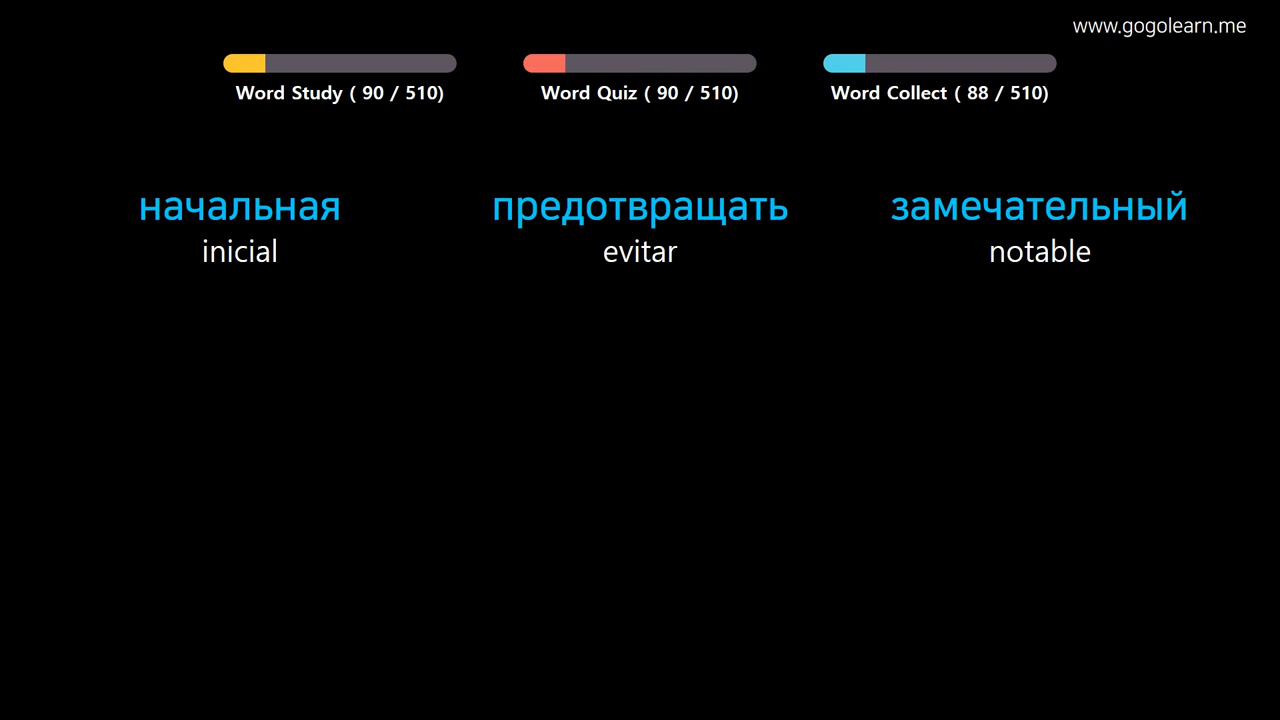 www.gogolearn.me
Word Study ( 90 / 510)
Word Quiz ( 90 / 510)
Word Collect ( 88 / 510)
начальная
inicial
предотвращать
evitar
замечательный
notable